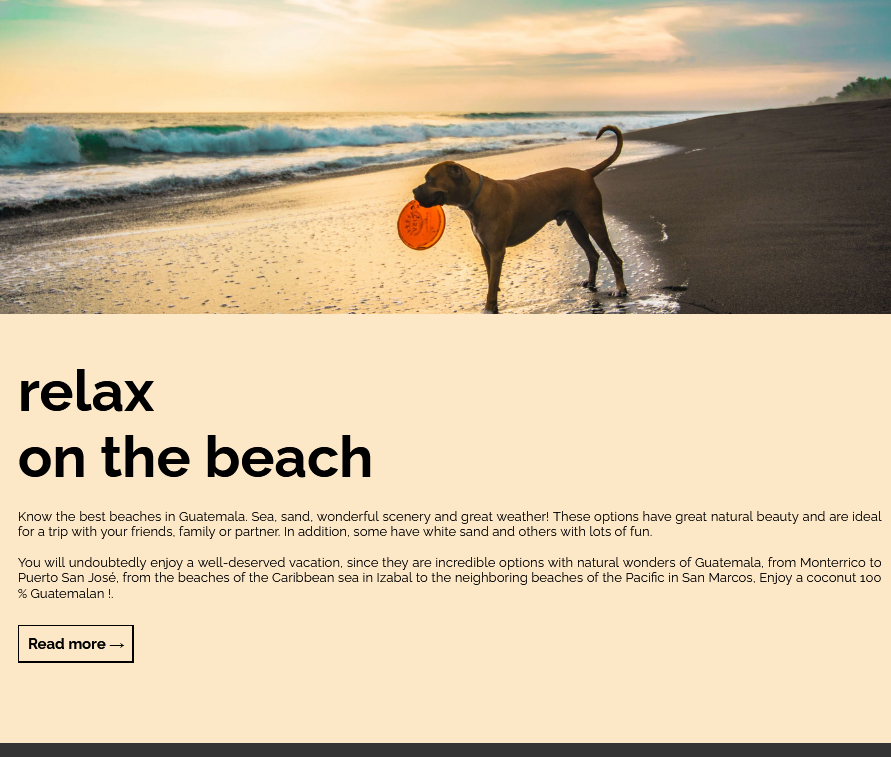 relax
on the beach
Know the best beaches in Guatemala. Sea, sand, wonderful scenery and great weather! These options have great natural beauty and are ideal
for a trip with your friends, family or partner. In addition, some have white sand and others with lots of fun.
You will undoubtedly enjoy a well-deserved vacation, since they are incredible options with natural wonders of Guatemala, from Monterrico to
Puerto San José, from the beaches of the Caribbean sea in Izabal to the neighboring beaches of the Pacific in San Marcos, Enjoy a coconut 100
% Guatemalan !.
Read more →